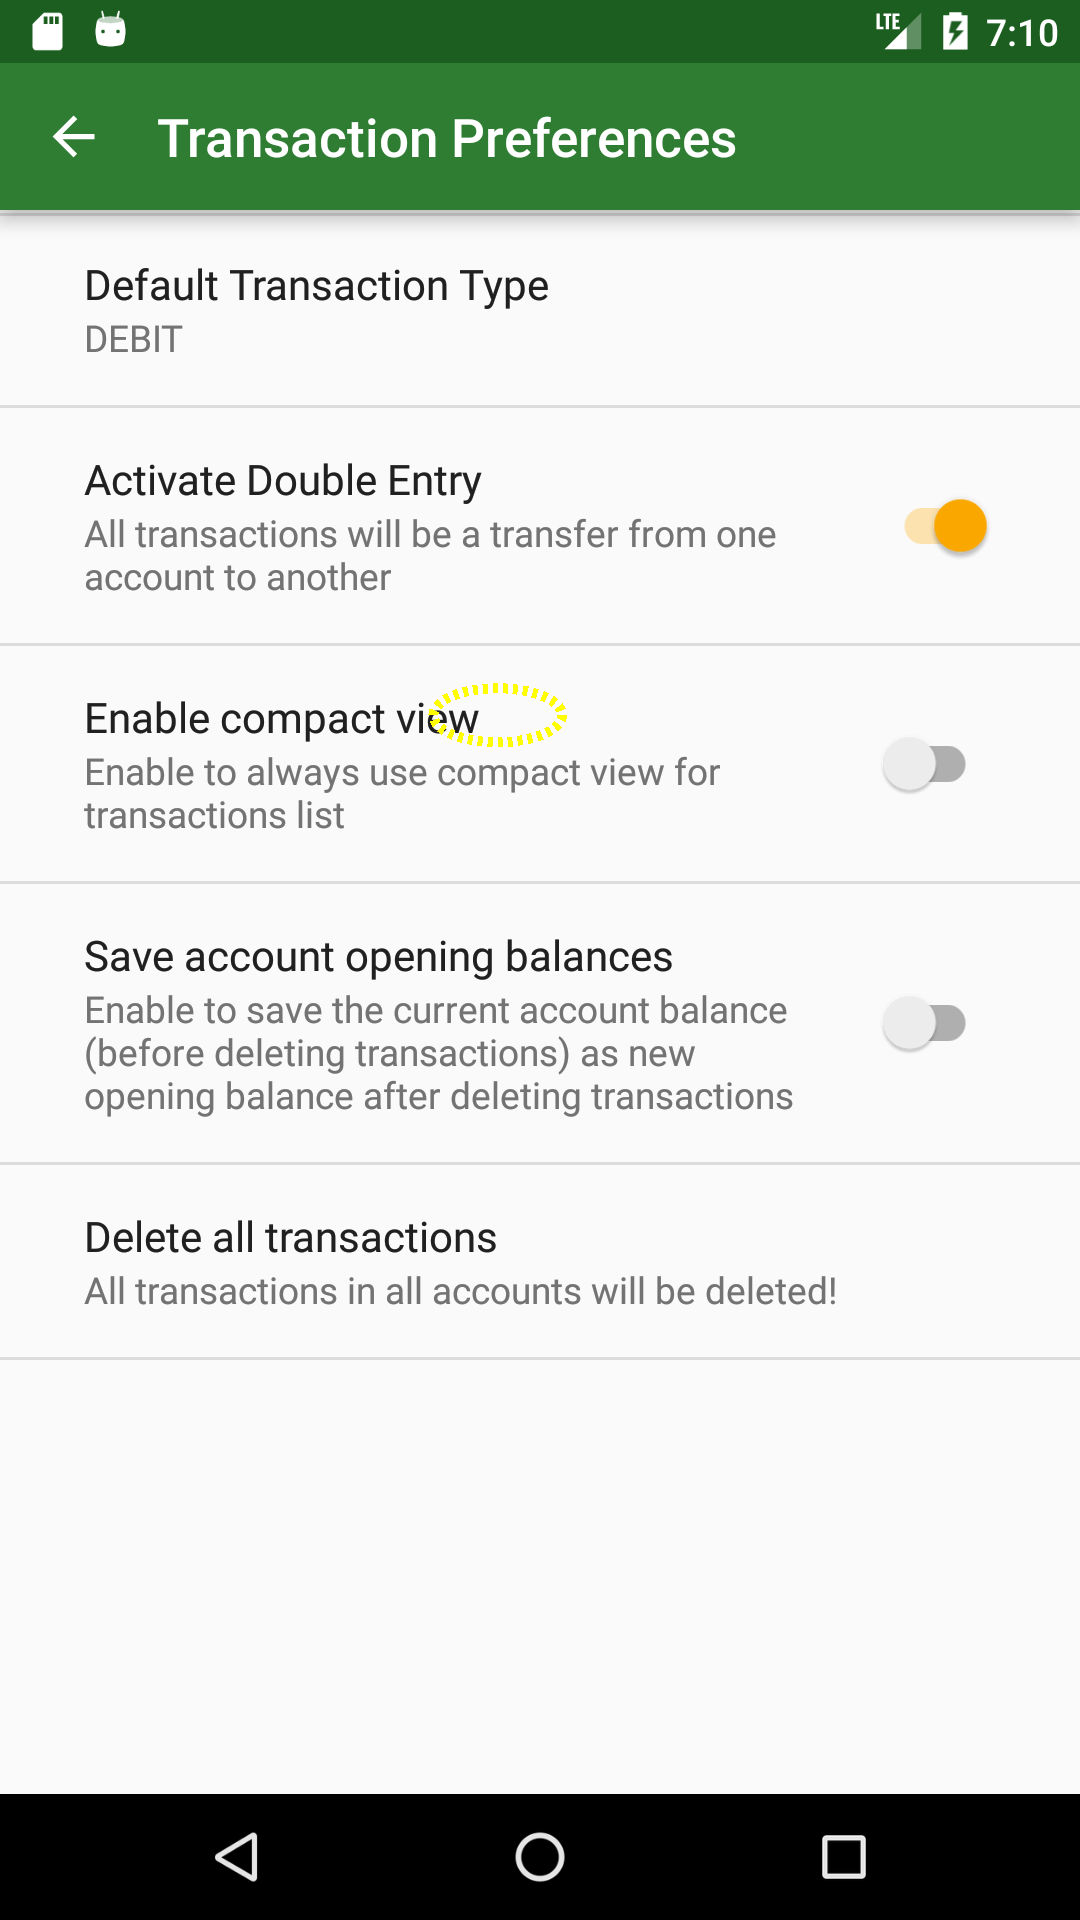 LTE 7:10
Transaction Preferences
Default Transaction Type
DEBIT
Activate Double Entry
All transactions will be a transfer from one
account to another
Enable compact view
Enable to always use compact view for
transactions list
Save account opening balances
Enable to save the current account balance
(before deleting transactions) as new
opening balance after deleting transactions
Delete all transactions
All transactions in all accounts will be deleted!